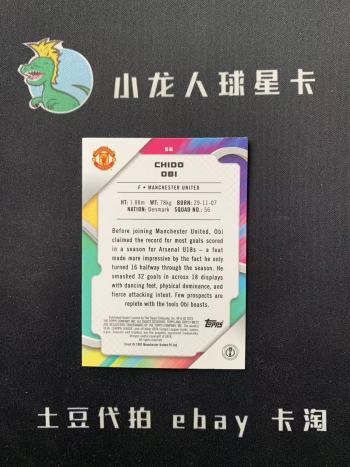 小龙人球星卡
56
CHIDO
OBI
F • MANCHESTER UNITED
HT: 1.88m WT: 78kg BORN: 29-11-07
NATION: Denmark SQUAD NO.: 56
Before joining Manchester United, Obi
claimed the record for most goals scored
in a season for Arsenal U18s – a feat
made more impressive by the fact he only
turned 16 halfway through the season. He
smashed 32 goals in across 18 displays
with dancing feet, physical dominance, and
fierce attacking intent. Few prospects are
replete with the tools Obi boasts.
Topps
土豆代拍 ebay 卡淘